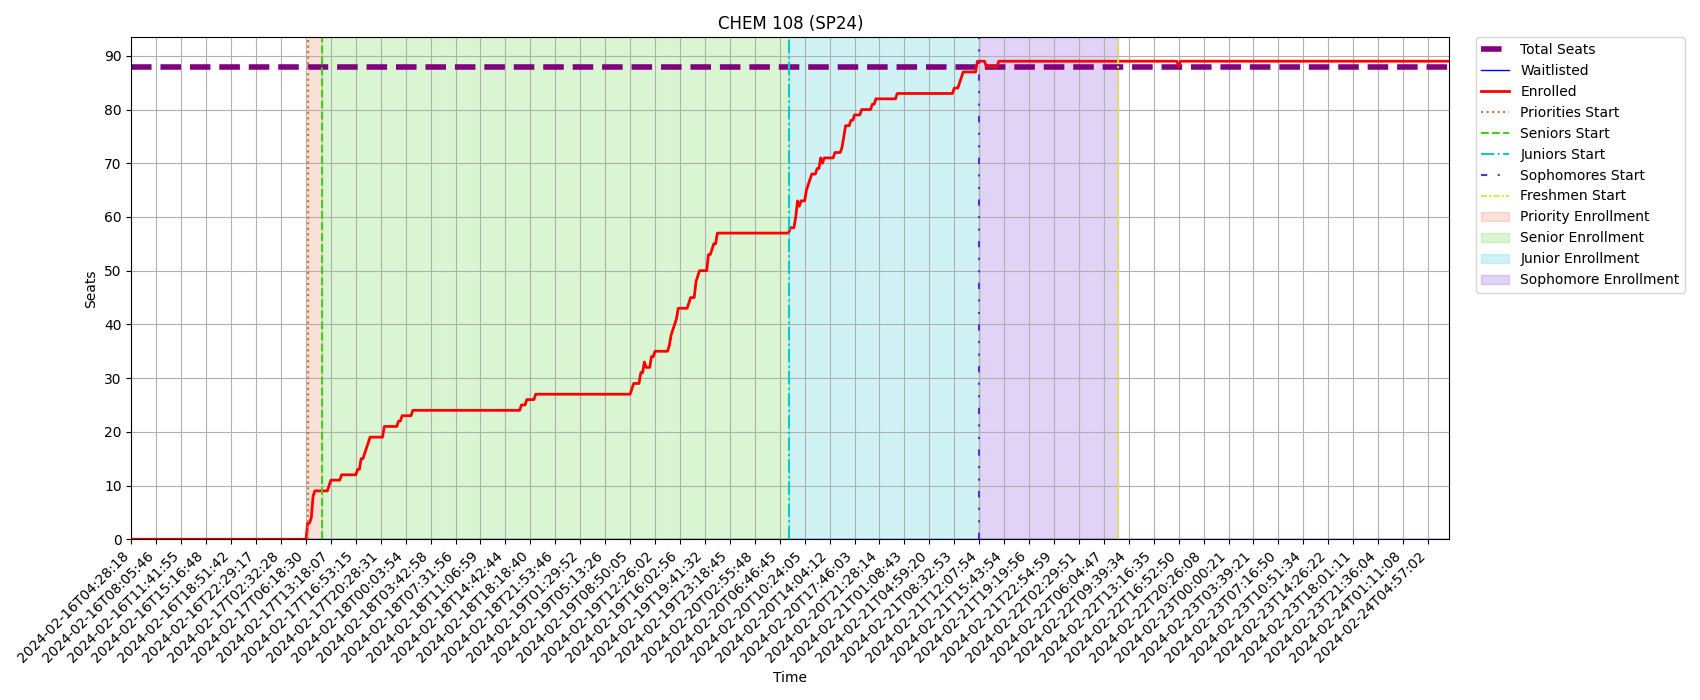 CHEM 108 (SP24)
90
80
70
60
50
40
30
20
10
0
Seats
2024-02-16T04:28:18
2024-02-16T08:05:46
2024-02-16T11:41:55
2024-02-16T15:16:48
2024-02-16T18:51:42
2024-02-16T22:29:17
2024-02-17T02:32:28
2024-02-17T06:18:30
2024-02-17T13:18:07
2024-02-17T16:53:15
2024-02-17T20:28:31
2024-02-18T00:03:54
2024-02-18T03:42:58
2024-02-18T07:31:56
2024-02-18T11:06:59
2024-02-18T14:42:44
2024-02-18T18:18:40
2024-02-18T21:53:46
2024-02-19T01:29:52
2024-02-19T05:13:26
2024-02-19T08:50:05
2024-02-19T12:26:02
2024-02-19T16:02:56
2024-02-19T19:41:32
2024-02-19T23:18:45
2024-02-20T02:55:48
2024-02-20T06:46:45
2024-02-20T10:24:05
2024-02-20T14:04:12
2024-02-20T17:46:03
2024-02-20T21:28:14
2024-02-21T01:08:43
2024-02-21T04:59:20
2024-02-21T08:32:53
2024-02-21T12:07:54
2024-02-21T15:43:54
2024-02-21T19:19:56
2024-02-21T22:54:59
2024-02-22T02:29:51
2024-02-22T06:04:47
2024-02-22T09:39:34
2024-02-22T13:16:35
2024-02-22T16:52:50
2024-02-22T20:26:08
2024-02-23T00:00:21
2024-02-23T03:39:21
2024-02-23T07:16:50
2024-02-23T10:51:34
2024-02-23T14:26:22
2024-02-23T18:01:11
2024-02-23T21:36:04
2024-02-24T01:11:08
2024-02-24T04:57:02
Time
Total Seats
Waitlisted
Enrolled
Priorities Start
Seniors Start
Juniors Start
Sophomores Start
Freshmen Start
Priority Enrollment
Senior Enrollment
Junior Enrollment
Sophomore Enrollment